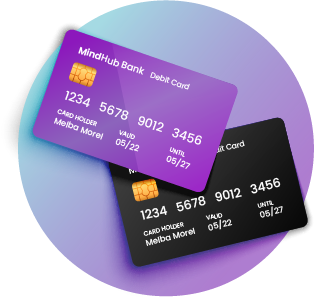 MindHub Bank Debit Card
1234 5678 9012 3456
CARD HOLDER VALID UNTIL
Melba Morel 05/22 05/27
it Card
1234 5678 9012 3456
CARD HOLDER VALID UNTIL
Melba Morel 05/22 05/27